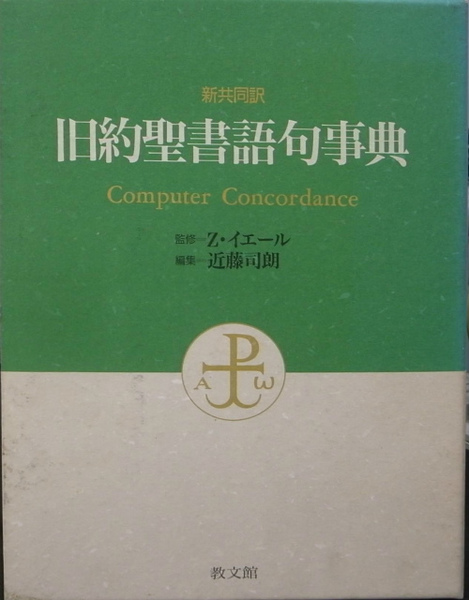 新共同訳
旧約聖書語句事典
Computer Concordance
監修=Z・イエール
編集=近藤司朗
A ω
教文館